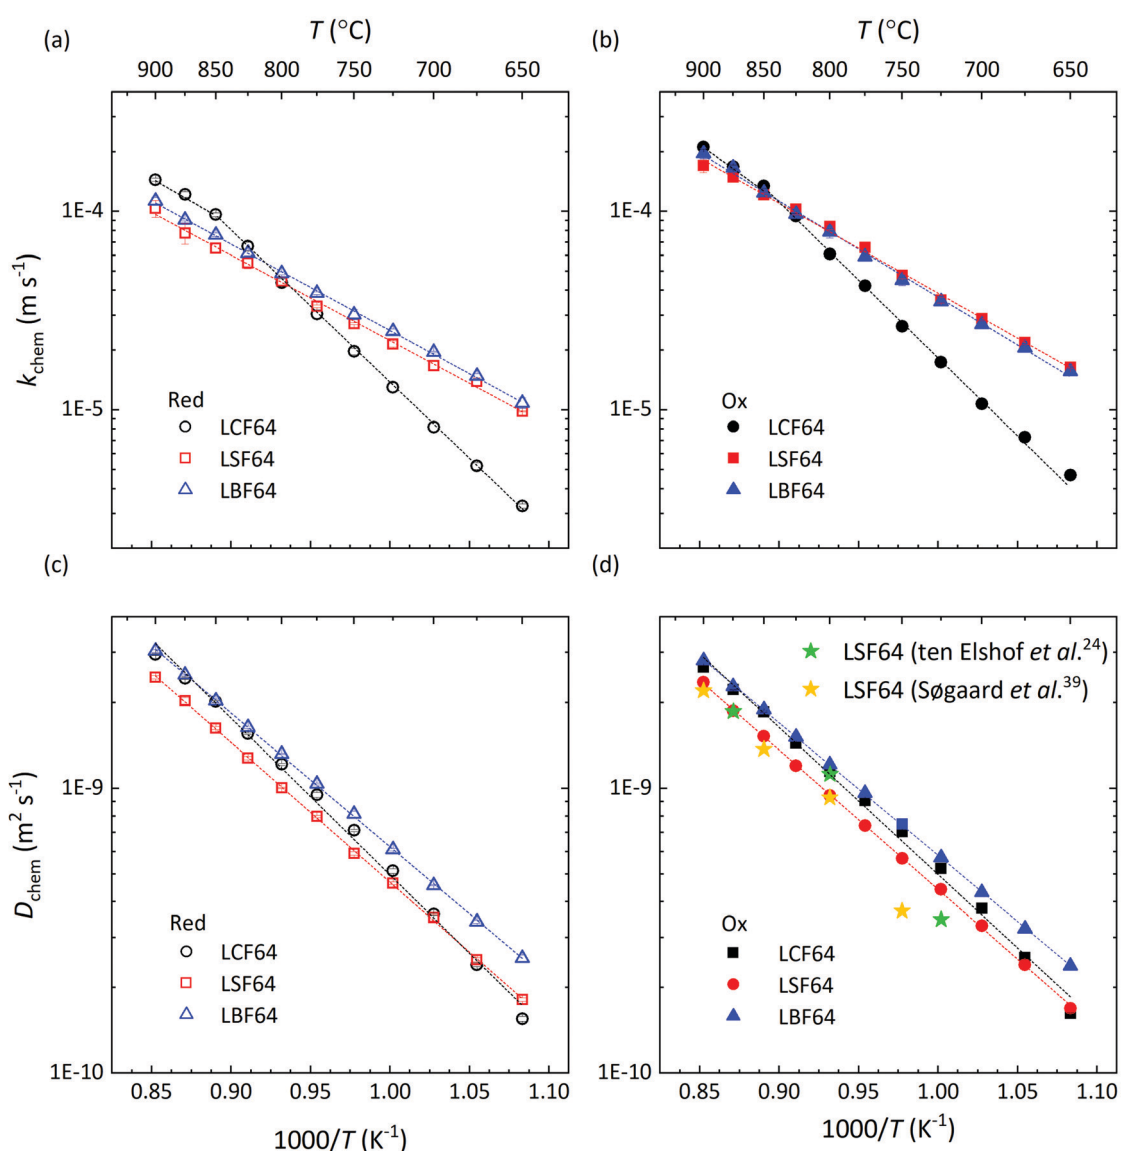 (a)
T (°C)
900 850 800 750 700 650
1E-4
1E-5
k_chem (m s⁻¹)
Red
LCF64
LSF64
LBF64
(b)
T (°C)
900 850 800 750 700 650
1E-4
1E-5
Ox
LCF64
LSF64
LBF64
(c)
1E-9
1E-10
D_chem (m² s⁻¹)
Red
LCF64
LSF64
LBF64
0.85 0.90 0.95 1.00 1.05 1.10
1000/T (K⁻¹)
(d)
LSF64 (ten Elshof et al.²⁴)
LSF64 (Søgaard et al.³⁹)
1E-9
1E-10
Ox
LCF64
LSF64
LBF64
0.85 0.90 0.95 1.00 1.05 1.10
1000/T (K⁻¹)